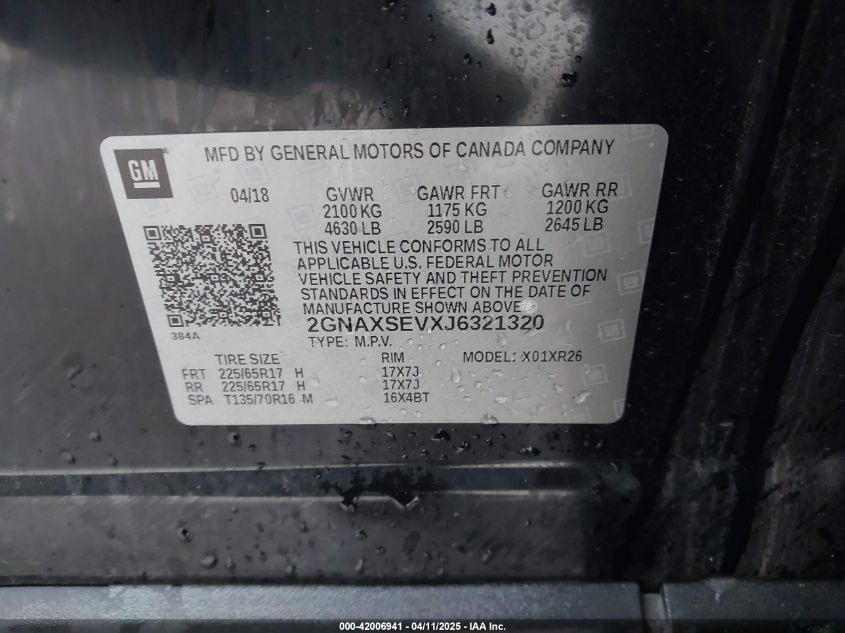 GM
MFD BY GENERAL MOTORS OF CANADA COMPANY
04/18 GVWR GAWR FRT GAWR RR
2100 KG 1175 KG 1200 KG
4630 LB 2590 LB 2645 LB
THIS VEHICLE CONFORMS TO ALL
APPLICABLE U.S. FEDERAL MOTOR
VEHICLE SAFETY AND THEFT PREVENTION
STANDARDS IN EFFECT ON THE DATE OF
MANUFACTURE SHOWN ABOVE.
384A
2GNAXSEVXJ6321320
TYPE: M.P.V.
TIRE SIZE RIM MODEL: X01XR26
FRT 225/65R17 H 17X7J
RR 225/65R17 H 17X7J
SPA T135/70R16 M 16X4BT
000-42006941 - 04/11/2025 - IAA Inc.